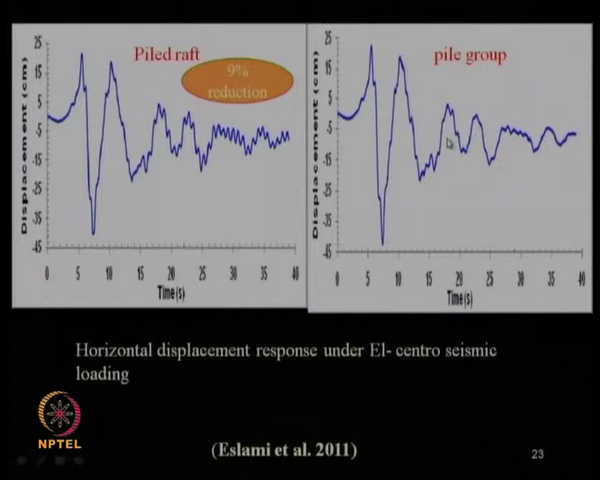 Piled raft
9%
reduction
Displacement (cm)
25
15
5
-5
-15
-25
-35
-45
0 5 10 15 20 25 30 35 40
Time (s)
pile group
Displacement (cm)
25
15
5
-5
-15
-25
-35
-45
0 5 10 15 20 25 30 35 40
Time (s)
Horizontal displacement response under El- centro seismic
loading
NPTEL
(Eslami et al. 2011)
23